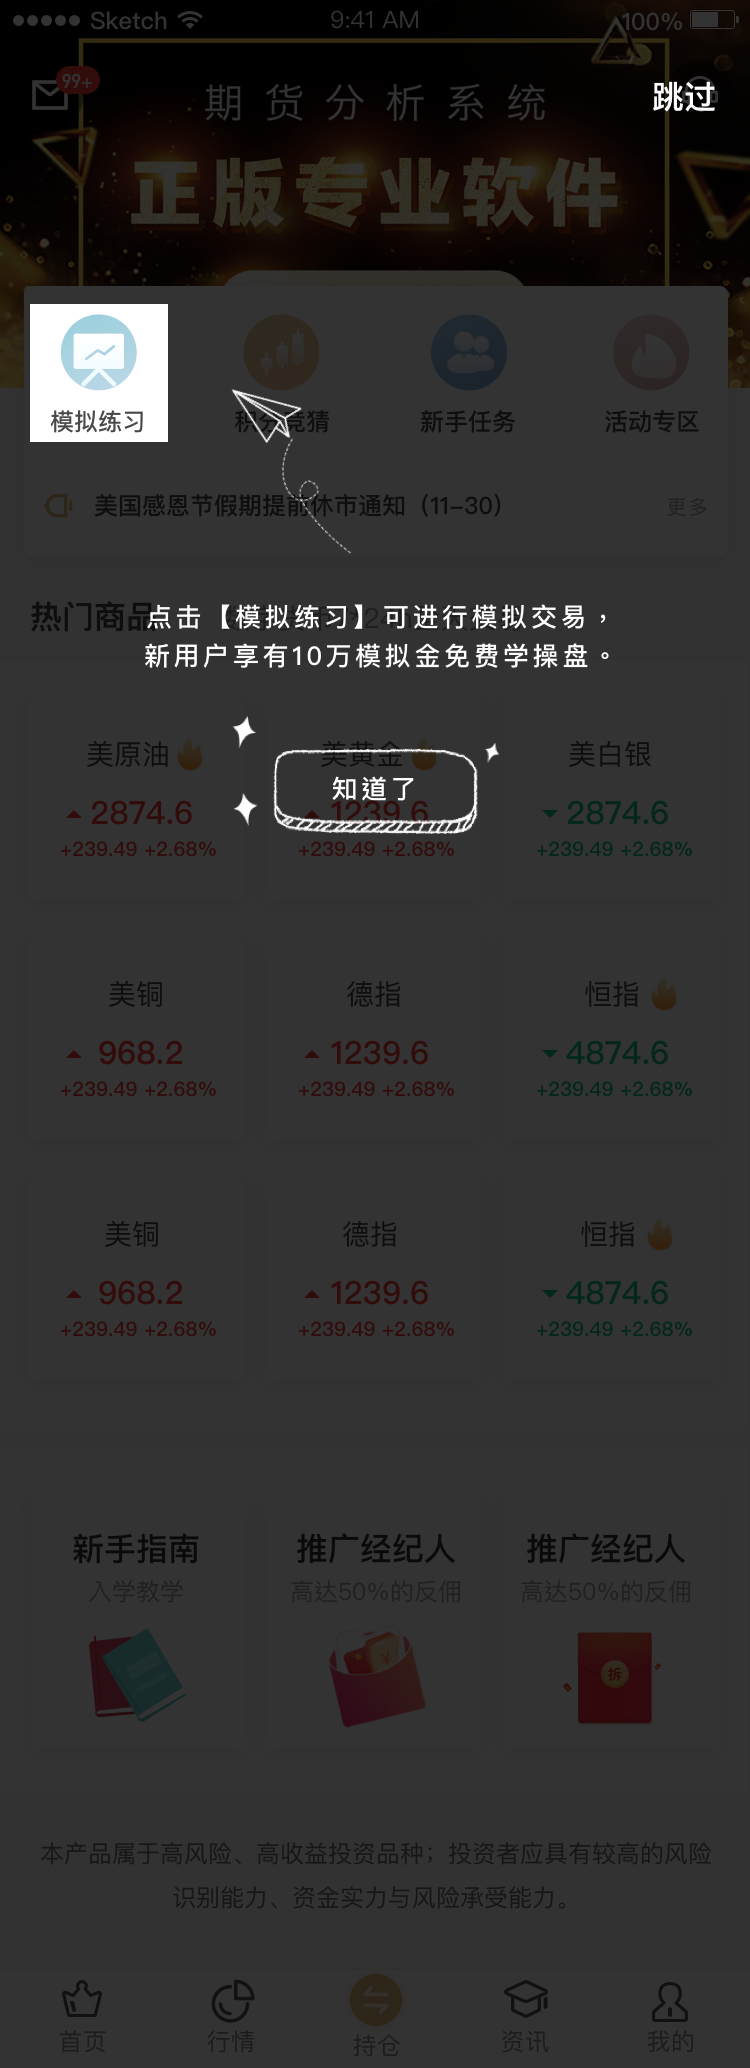 Sketch 9:41 AM 100%
99+
期货分析系统
跳过
正版专业软件
模拟练习 积分竞猜 新手任务 活动专区
美国感恩节假期提前休市通知（11-30） 更多
热门商品
点击【模拟练习】可进行模拟交易，
新用户享有10万模拟金免费学操盘。
美原油 美黄金 美白银
知道了
2874.6 1239.6 2874.6
+239.49 +2.68% +239.49 +2.68% +239.49 +2.68%
美铜 德指 恒指
968.2 1239.6 4874.6
+239.49 +2.68% +239.49 +2.68% +239.49 +2.68%
美铜 德指 恒指
968.2 1239.6 4874.6
+239.49 +2.68% +239.49 +2.68% +239.49 +2.68%
新手指南 推广经纪人 推广经纪人
入学教学 高达50%的反佣 高达50%的反佣
拆
本产品属于高风险、高收益投资品种；投资者应具有较高的风险
识别能力、资金实力与风险承受能力。
首页 行情 持仓 资讯 我的